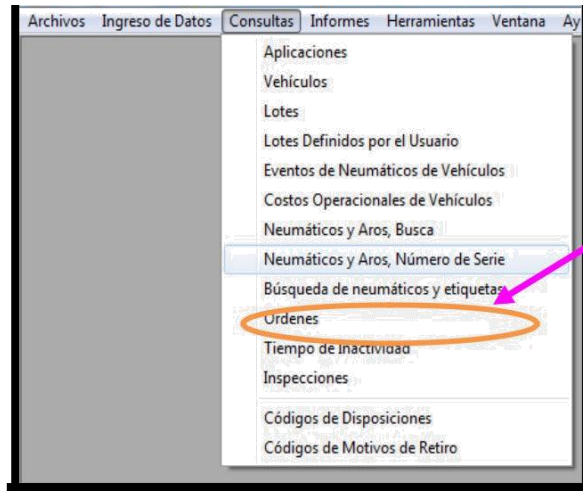 Archivos Ingreso de Datos Consultas Informes Herramientas Ventana Ay
Aplicaciones
Vehículos
Lotes
Lotes Definidos por el Usuario
Eventos de Neumáticos de Vehículos
Costos Operacionales de Vehículos
Neumáticos y Aros, Busca
Neumáticos y Aros, Número de Serie
Búsqueda de neumáticos y etiquetas
Ordenes
Tiempo de Inactividad
Inspecciones
Códigos de Disposiciones
Códigos de Motivos de Retiro